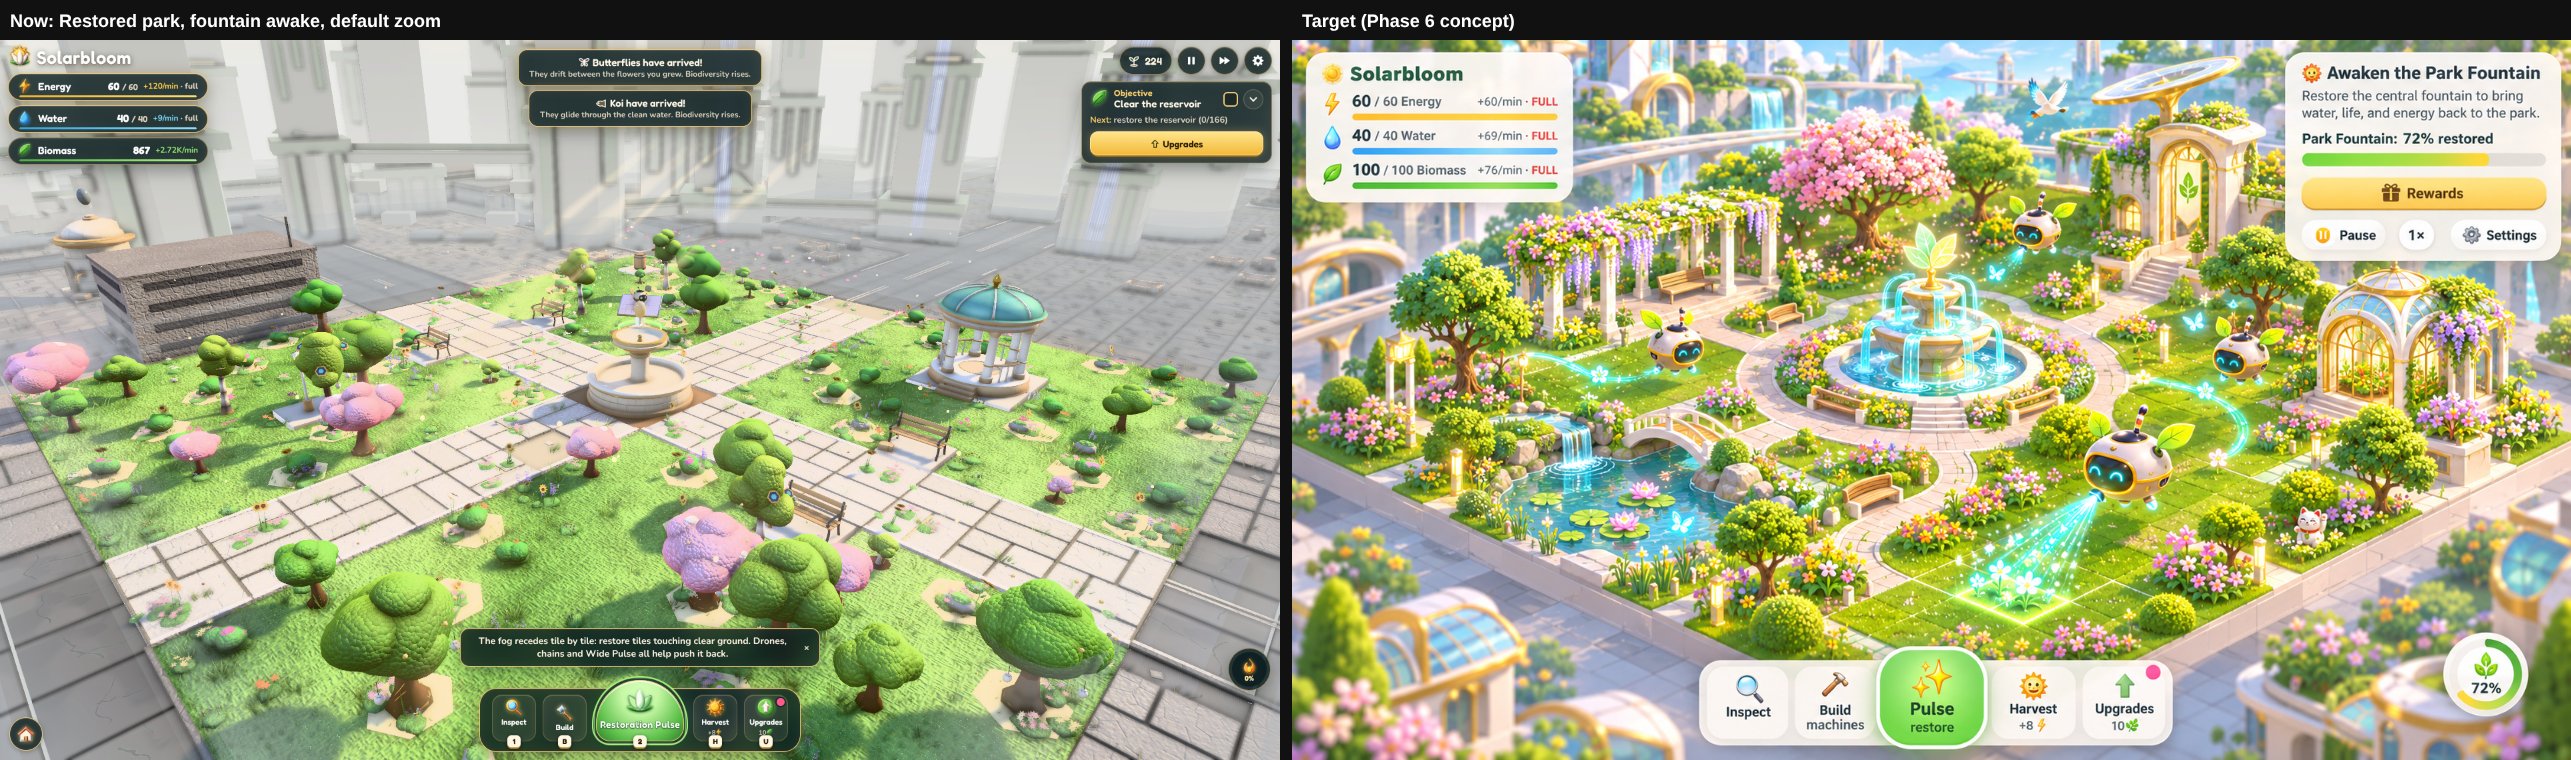 Now: Restored park, fountain awake, default zoom
Solarbloom
Energy 60 / 60 +120/min · full
Water 40 / 40 +9/min · full
Biomass 867 +2.72K/min
Butterflies have arrived!
They drift between the flowers you grew. Biodiversity rises.
Koi have arrived!
They glide through the clean water. Biodiversity rises.
224
Objective
Clear the reservoir
Next: restore the reservoir (0/166)
Upgrades
The fog recedes tile by tile: restore tiles touching clear ground. Drones,
chains and Wide Pulse all help push it back.
×
0%
Inspect
1
Build
B
Restoration Pulse
2
Harvest
+8
H
Upgrades
10
U
Target (Phase 6 concept)
Solarbloom
60 / 60 Energy +60/min · FULL
40 / 40 Water +69/min · FULL
100 / 100 Biomass +76/min · FULL
Awaken the Park Fountain
Restore the central fountain to bring
water, life, and energy back to the park.
Park Fountain: 72% restored
Rewards
Pause
1×
Settings
Inspect
Build
machines
Pulse
restore
Harvest
+8
Upgrades
10
72%